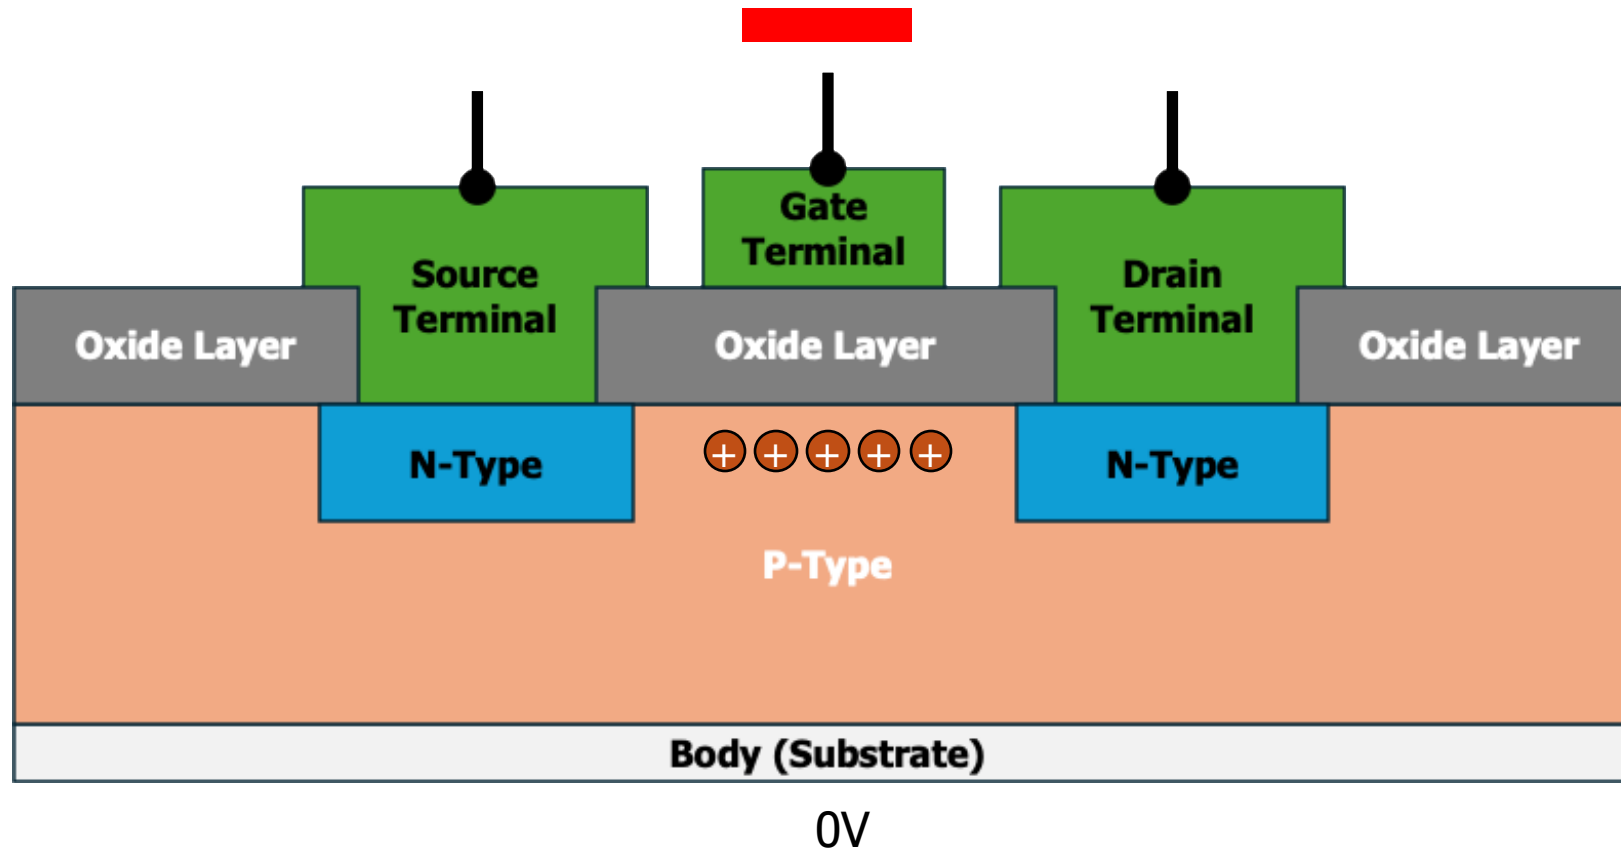 Gate
Terminal
Source
Terminal
Drain
Terminal
Oxide Layer
Oxide Layer
Oxide Layer
N-Type
+ + + + +
N-Type
P-Type
Body (Substrate)
0V